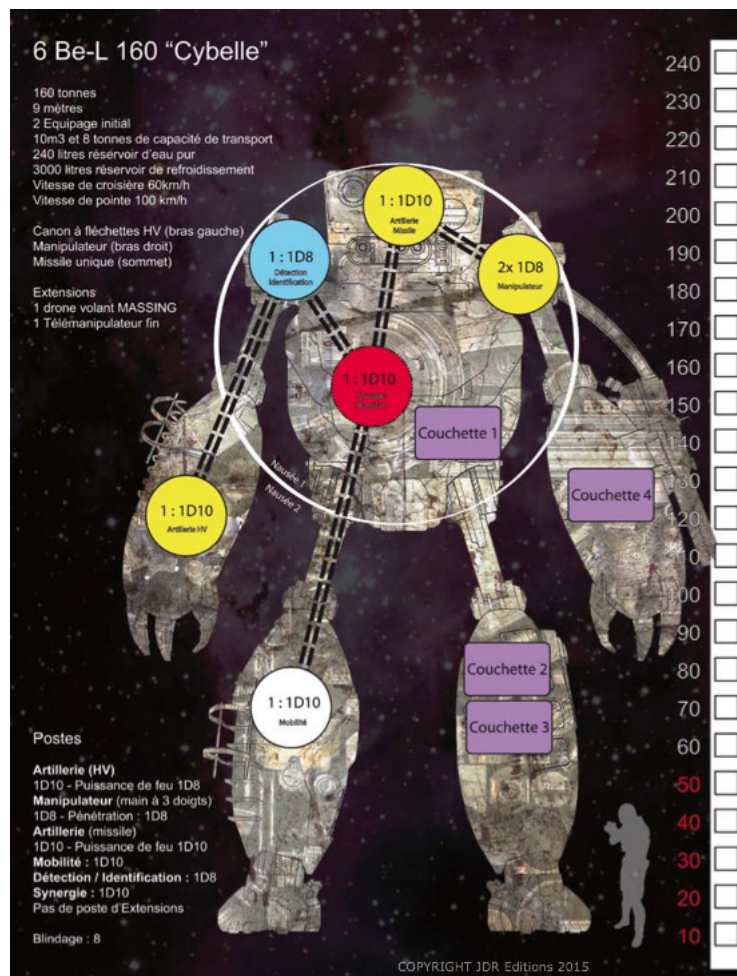 6 Be-L 160 “Cybelle”
160 tonnes
9 mètres
2 Equipage initial
10m3 et 8 tonnes de capacité de transport
240 litres réservoir d'eau pur
3000 litres réservoir de refroidissement
Vitesse de croisière 60km/h
Vitesse de pointe 100 km/h
Canon à fléchettes HV (bras gauche)
Manipulateur (bras droit)
Missile unique (sommet)
Extensions
1 drone volant MASSING
1 Télémanipulateur fin
1 : 1D10
Artillerie
Missile
1 : 1D8
Détection
Identification
2x 1D8
Manipulateur
1 : 1D10
Couchette 1
Nausée 1
Nausée 2
Couchette 4
1 : 1D10
Artillerie HV
Couchette 2
1 : 1D10
Mobilité
Couchette 3
Postes
Artillerie (HV)
1D10 - Puissance de feu 1D8
Manipulateur (main à 3 doigts)
1D8 - Pénétration : 1D8
Artillerie (missile)
1D10 - Puissance de feu 1D10
Mobilité : 1D10
Détection / Identification : 1D8
Synergie : 1D10
Pas de poste d'Extensions
Blindage : 8
240
230
220
210
200
190
180
170
160
150
140
130
120
100
90
80
70
60
50
40
30
20
10
COPYRIGHT JDR Editions 2015